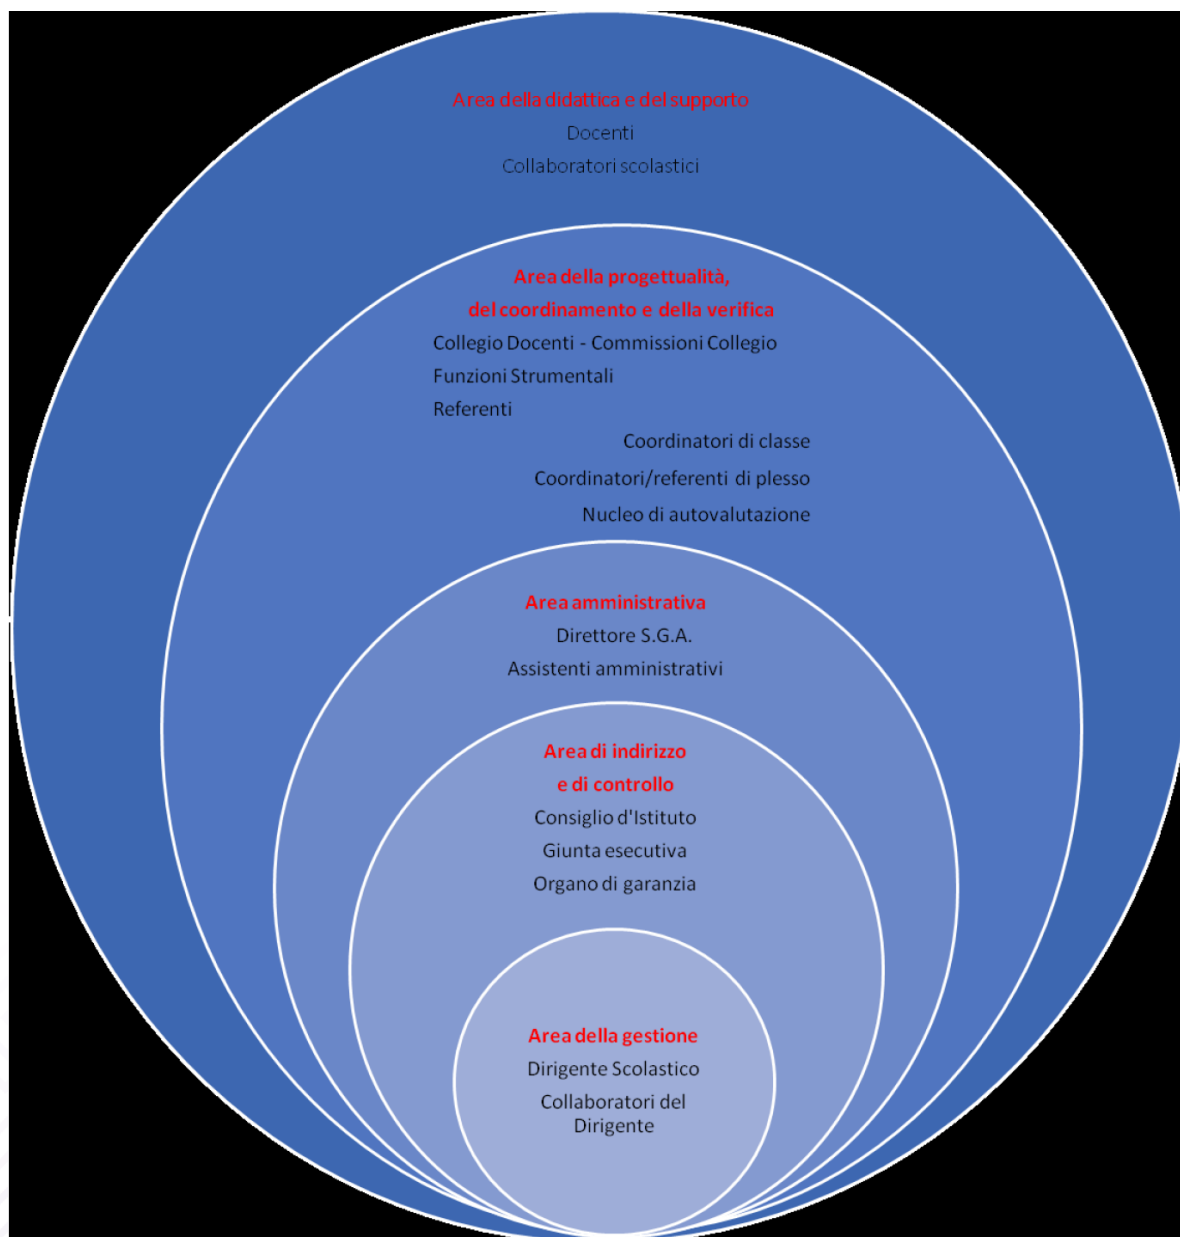 Area della didattica e del supporto
Docenti
Collaboratori scolastici
Area della progettualità,
del coordinamento e della verifica
Collegio Docenti - Commissioni Collegio
Funzioni Strumentali
Referenti
Coordinatori di classe
Coordinatori/referenti di plesso
Nucleo di autovalutazione
Area amministrativa
Direttore S.G.A.
Assistenti amministrativi
Area di indirizzo
e di controllo
Consiglio d'Istituto
Giunta esecutiva
Organo di garanzia
Area della gestione
Dirigente Scolastico
Collaboratori del
Dirigente